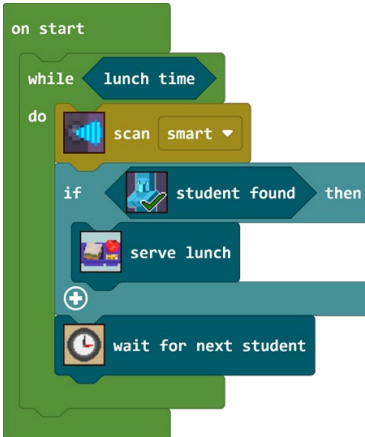 on start
while lunch time
do
scan smart
if student found then
serve lunch
wait for next student